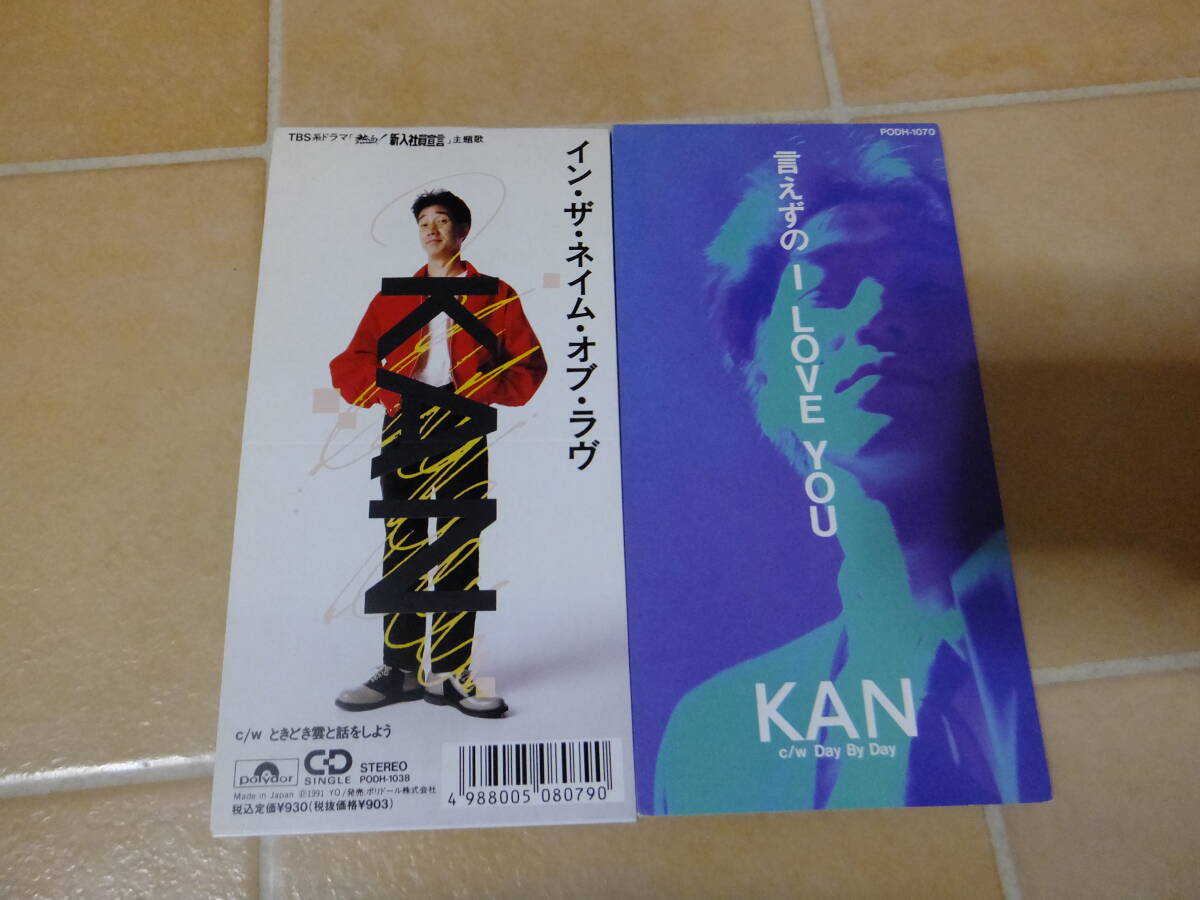 TBS系ドラマ「熱血!新入社員宣言」主題歌
イン・ザ・ネイム・オブ・ラヴ
KAN
c/w ときどき雲と話をしよう
polydor
CD SINGLE
STEREO
PODH-1038
Made in Japan ℗1991 YO/発売:ポリドール株式会社
税込定価¥930(税抜価格¥903)
4 988005 080790
PODH-1070
言えずの I LOVE YOU
KAN
c/w Day By Day